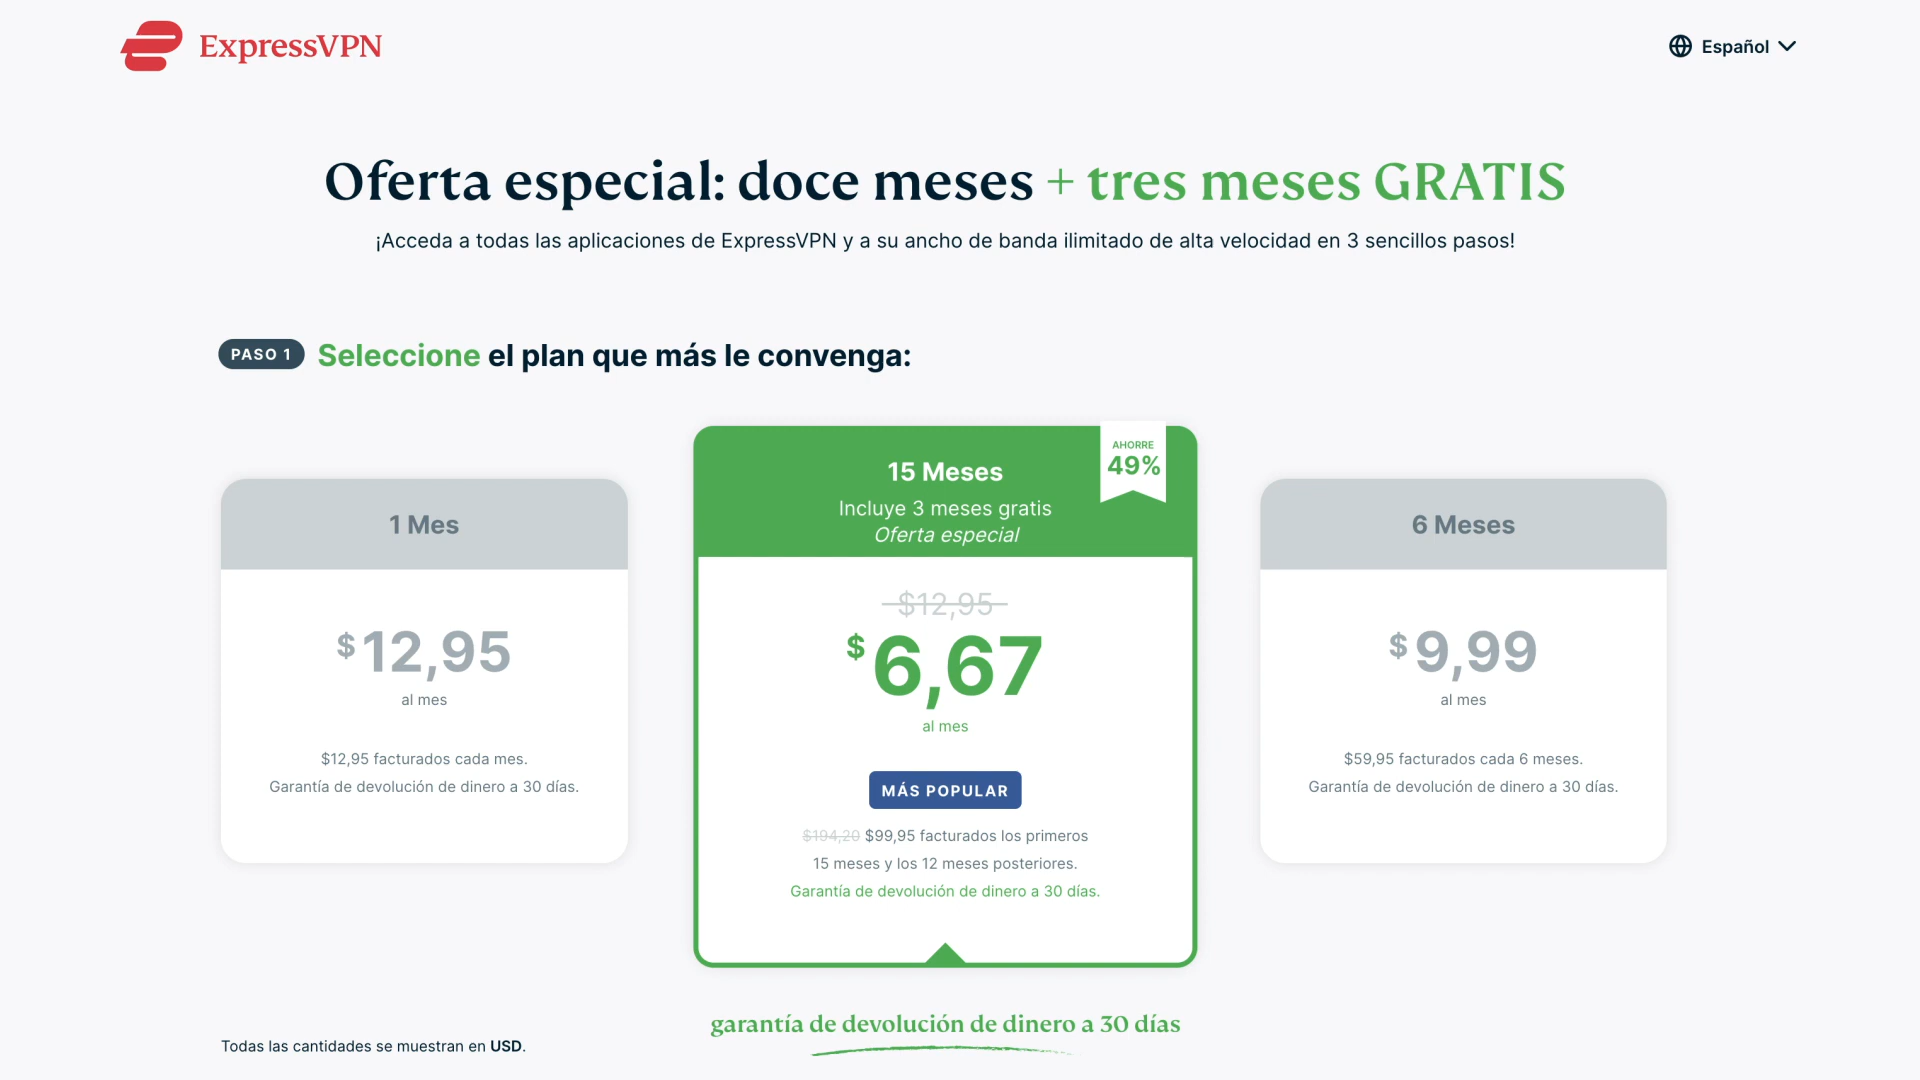 ExpressVPN
Español
Oferta especial: doce meses + tres meses GRATIS
¡Acceda a todas las aplicaciones de ExpressVPN y a su ancho de banda ilimitado de alta velocidad en 3 sencillos pasos!
PASO 1 Seleccione el plan que más le convenga:
1 Mes
$12,95
al mes
$12,95 facturados cada mes.
Garantía de devolución de dinero a 30 días.
AHORRE
49%
15 Meses
Incluye 3 meses gratis
Oferta especial
$12,95
$6,67
al mes
MÁS POPULAR
$194,20 $99,95 facturados los primeros
15 meses y los 12 meses posteriores.
Garantía de devolución de dinero a 30 días.
6 Meses
$9,99
al mes
$59,95 facturados cada 6 meses.
Garantía de devolución de dinero a 30 días.
garantía de devolución de dinero a 30 días
Todas las cantidades se muestran en USD.